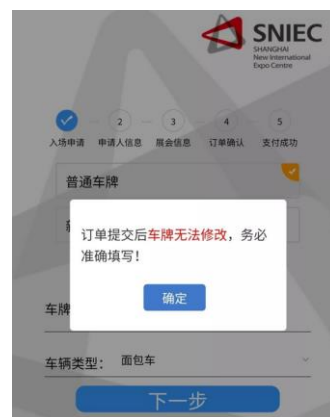 SNIEC
SHANGHAI
New International
Expo Centre
2 3 4 5
入场申请 申请人信息 展会信息 订单确认 支付成功
普通车牌
订单提交后车牌无法修改，务必
准确填写！
确定
车牌
车辆类型： 面包车
下一步